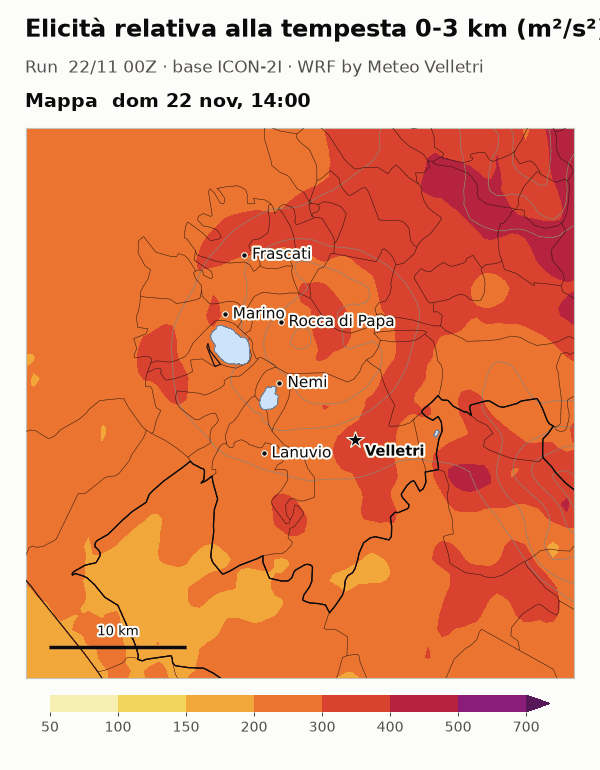 Elicità relativa alla tempesta 0-3 km (m²/s²)
Run 22/11 00Z · base ICON-2I · WRF by Meteo Velletri
Mappa dom 22 nov, 14:00
Frascati
Marino
Rocca di Papa
Nemi
Velletri
Lanuvio
10 km
50 100 150 200 300 400 500 700